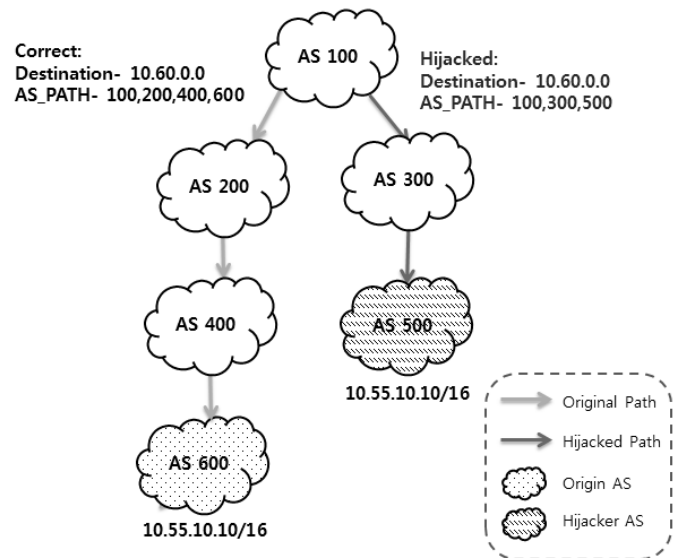 Correct:
Destination- 10.60.0.0
AS_PATH- 100,200,400,600
AS 100
Hijacked:
Destination- 10.60.0.0
AS_PATH- 100,300,500
AS 200
AS 300
AS 400
AS 500
10.55.10.10/16
AS 600
10.55.10.10/16
Original Path
Hijacked Path
Origin AS
Hijacker AS